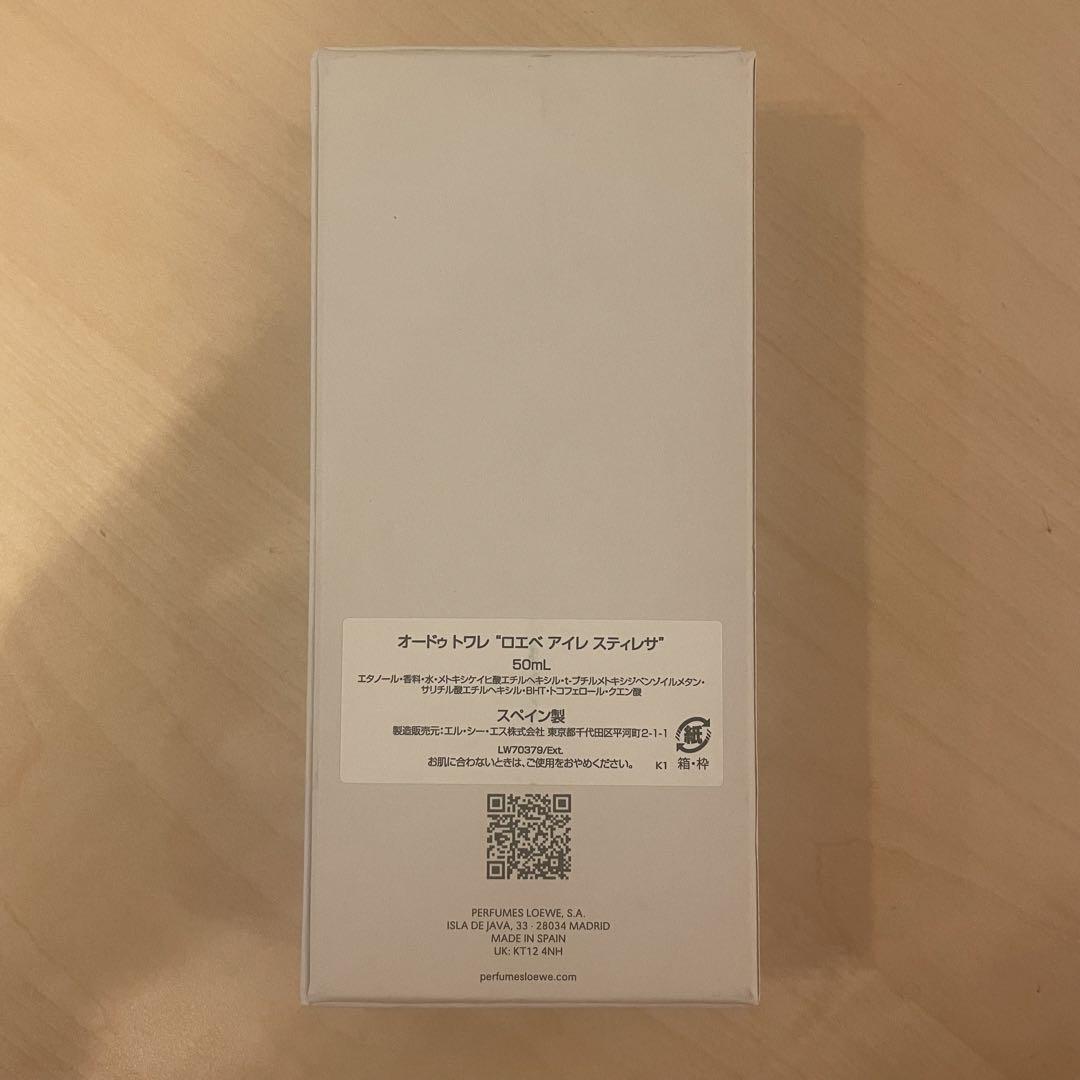 オードゥ トワレ “ロエベ アイレ スティレサ”
50mL
エタノール・香料・水・メトキシケイヒ酸エチルヘキシル・t-ブチルメトキシジベンゾイルメタン・
サリチル酸エチルヘキシル・BHT・トコフェロール・クエン酸
スペイン製
製造販売元:エル・シー・エス株式会社 東京都千代田区平河町2-1-1
LW70379/Ext.
お肌に合わないときは、ご使用をおやめください。
K1
紙
箱・枠
PERFUMES LOEWE, S.A.
ISLA DE JAVA, 33 · 28034 MADRID
MADE IN SPAIN
UK: KT12 4NH
perfumesloewe.com